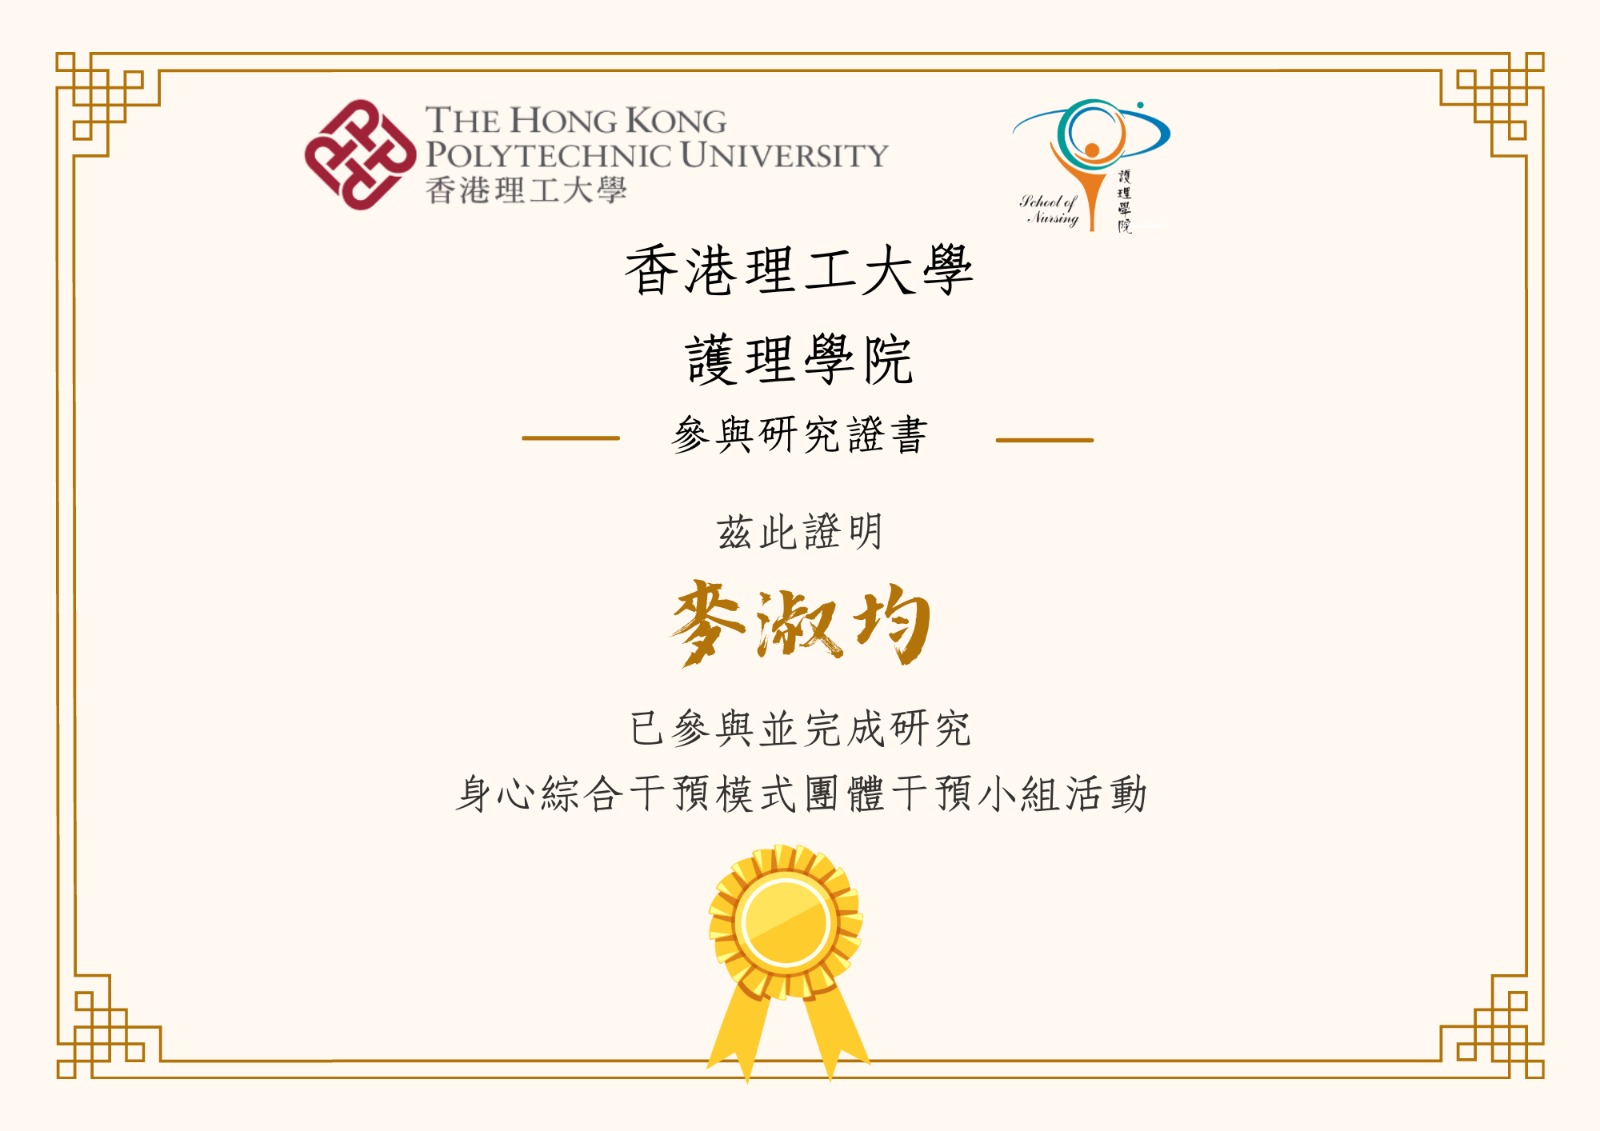 THE HONG KONG
POLYTECHNIC UNIVERSITY
香港理工大學
School of
Nursing
護理學院
香港理工大學
護理學院
參與研究證書
茲此證明
麥淑均
已參與並完成研究
身心綜合干預模式團體干預小組活動